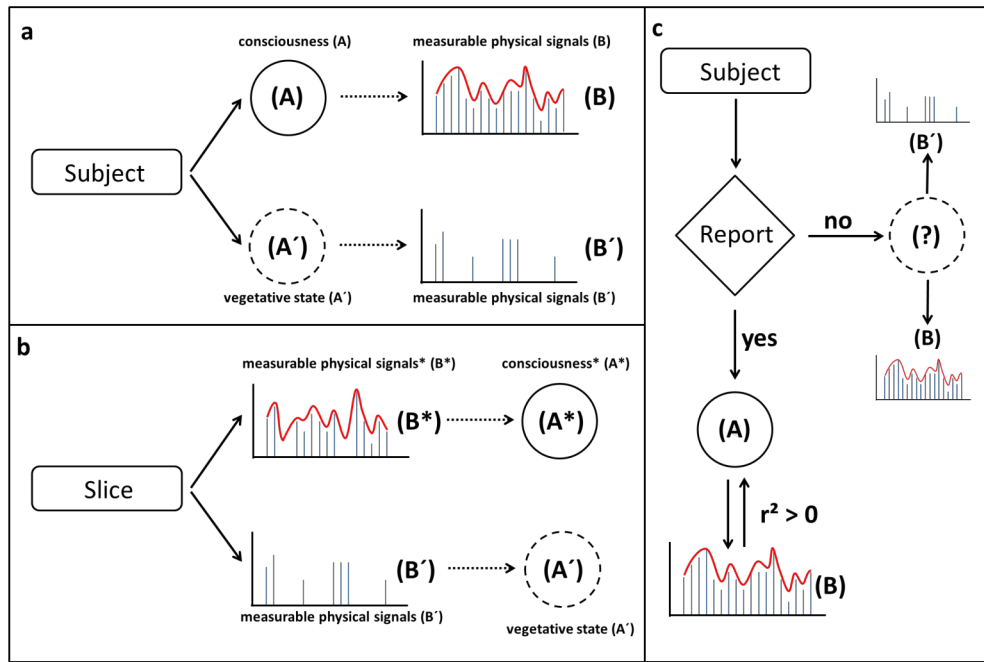 a
consciousness (A)
measurable physical signals (B)
(A)
(B)
Subject
(A´)
(B´)
vegetative state (A´)
measurable physical signals (B´)
b
measurable physical signals* (B*)
consciousness* (A*)
(B*)
(A*)
Slice
(B´)
(A´)
measurable physical signals (B´)
vegetative state (A´)
c
Subject
(B´)
Report
no
(?)
(B)
yes
(A)
r² > 0
(B)